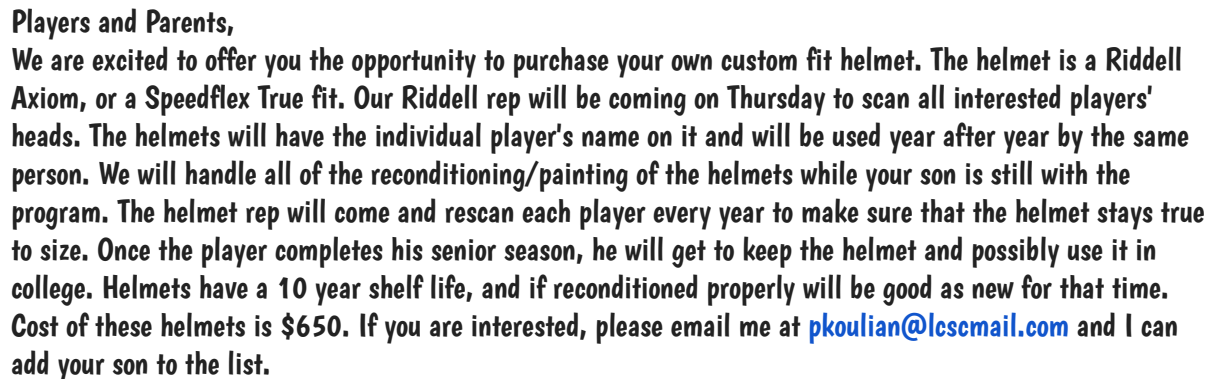 Players and Parents,
We are excited to offer you the opportunity to purchase your own custom fit helmet. The helmet is a Riddell
Axiom, or a Speedflex True fit. Our Riddell rep will be coming on Thursday to scan all interested players'
heads. The helmets will have the individual player's name on it and will be used year after year by the same
person. We will handle all of the reconditioning/painting of the helmets while your son is still with the
program. The helmet rep will come and rescan each player every year to make sure that the helmet stays true
to size. Once the player completes his senior season, he will get to keep the helmet and possibly use it in
college. Helmets have a 10 year shelf life, and if reconditioned properly will be good as new for that time.
Cost of these helmets is $650. If you are interested, please email me at pkoulian@lcscmail.com and I can
add your son to the list.